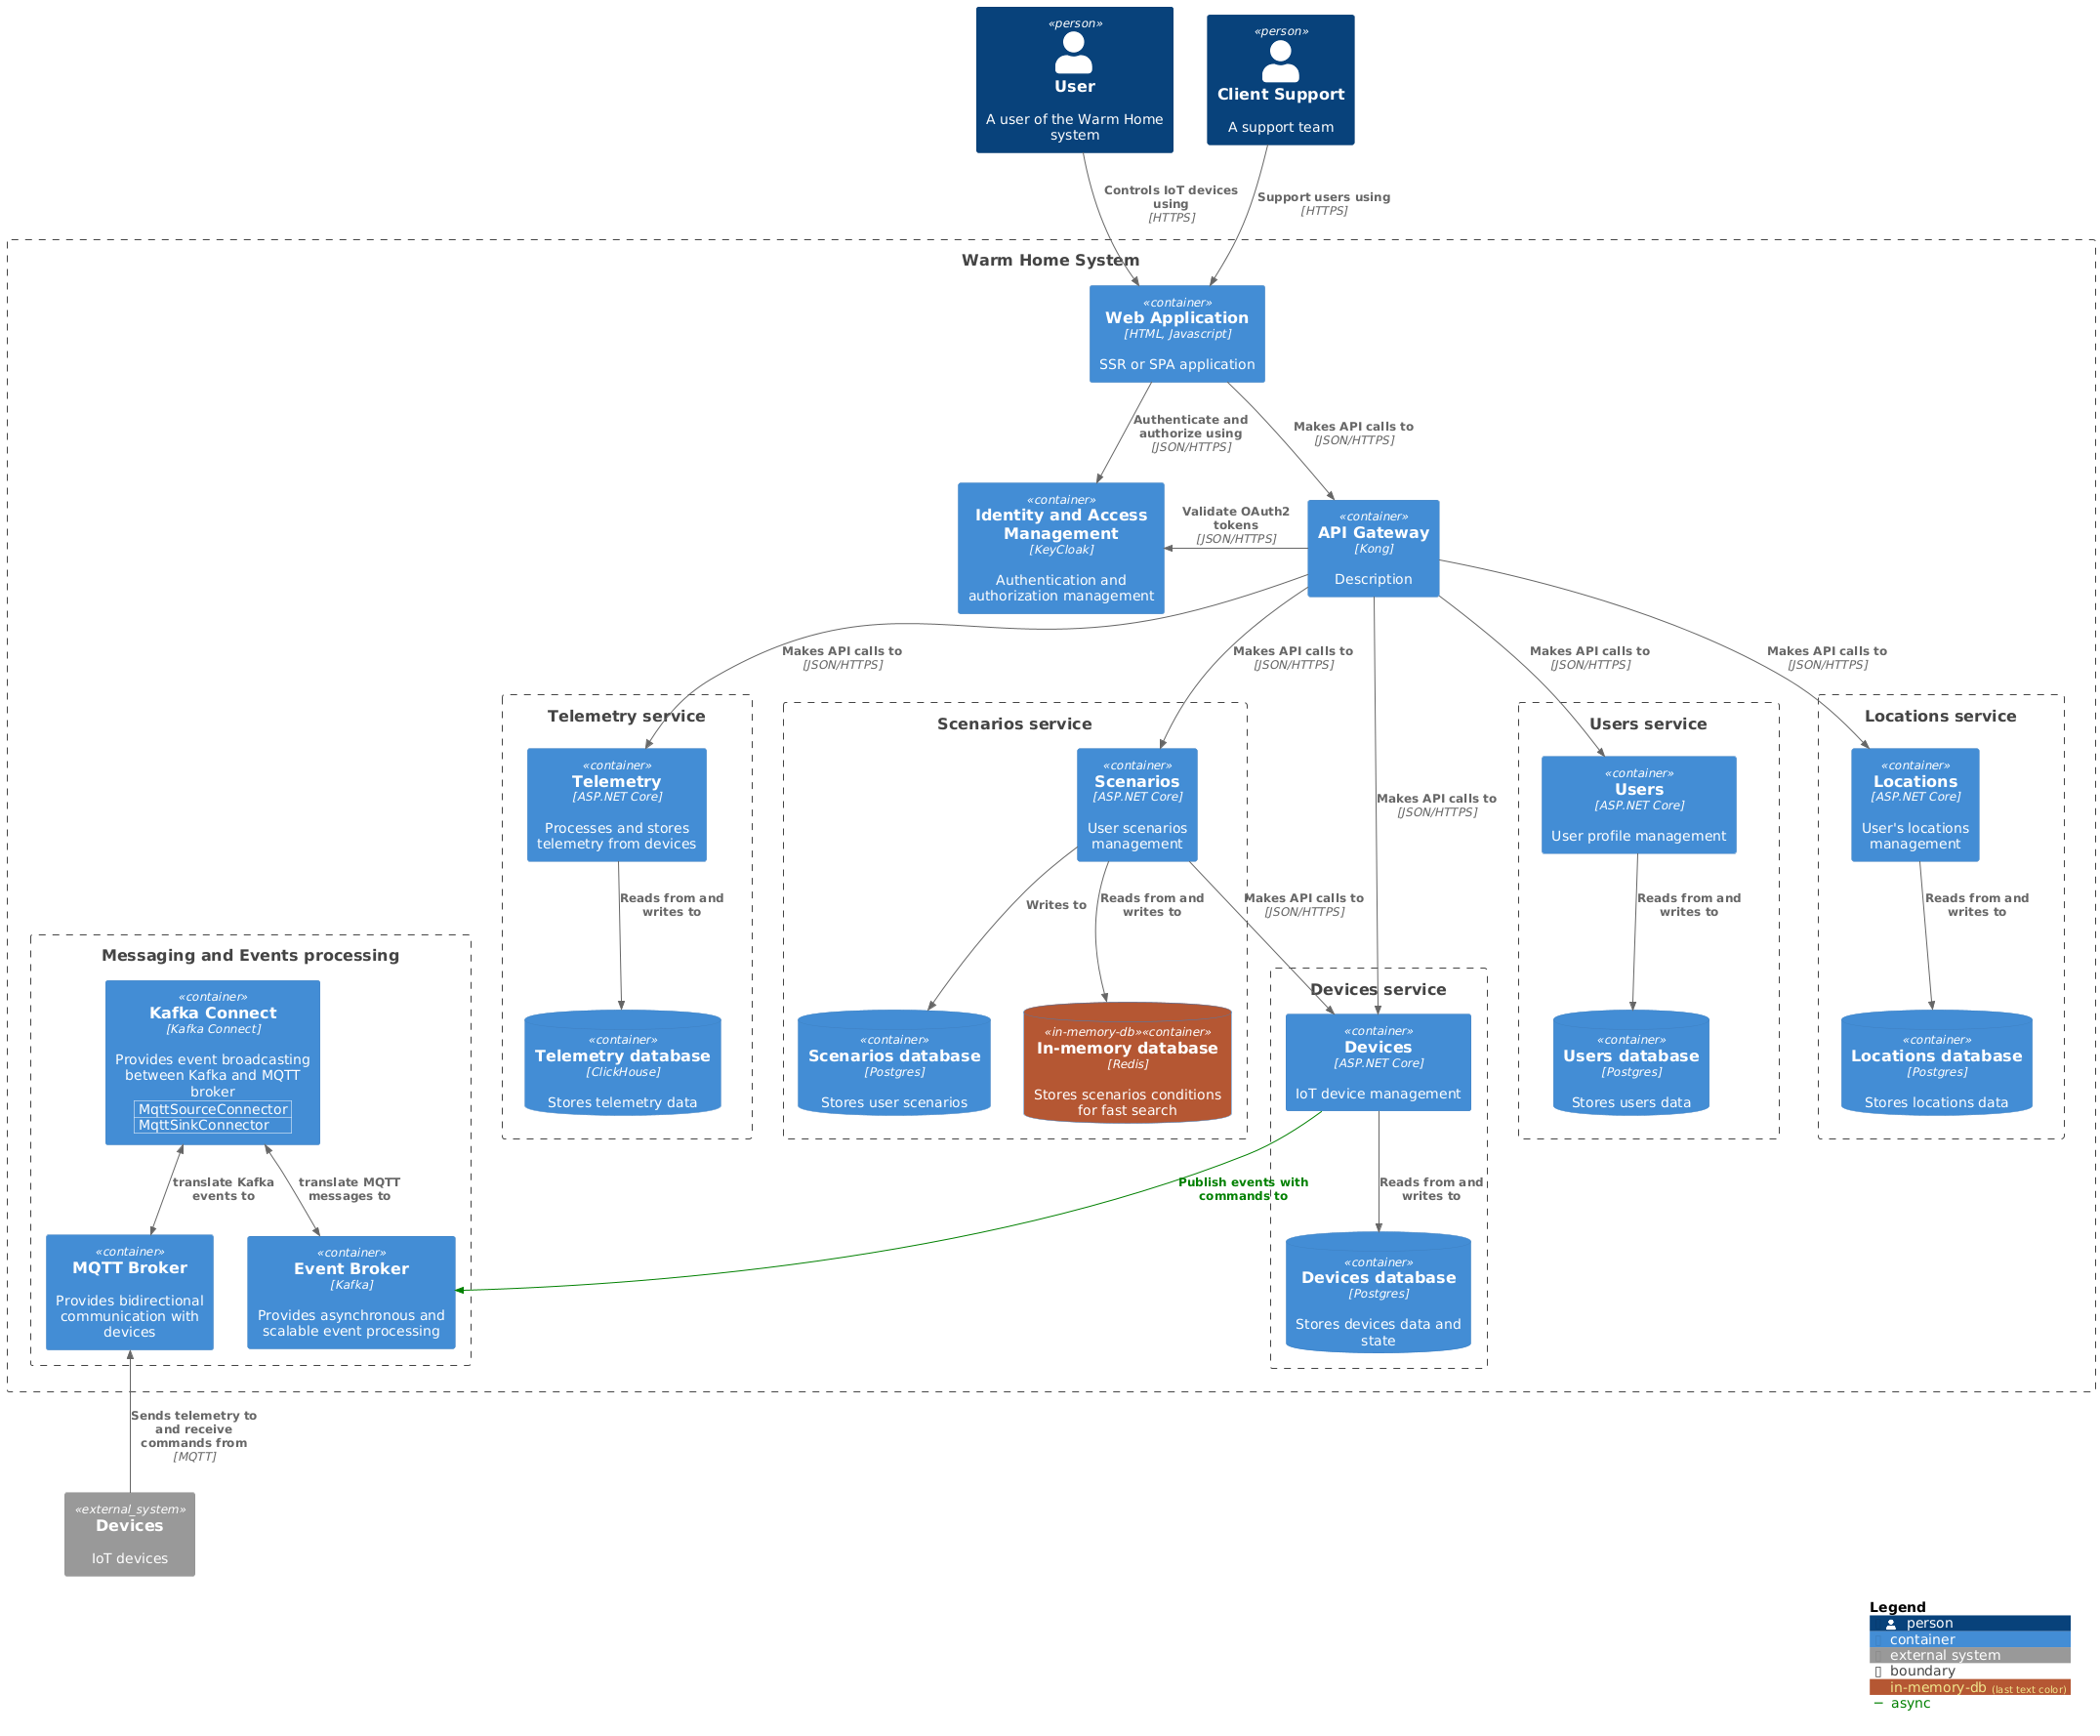 «person»
User
A user of the Warm Home
system
«person»
Client Support
A support team
Controls IoT devices
using
[HTTPS]
Support users using
[HTTPS]
Warm Home System
«container»
Web Application
[HTML, Javascript]
SSR or SPA application
Authenticate and
authorize using
[JSON/HTTPS]
Makes API calls to
[JSON/HTTPS]
«container»
Identity and Access
Management
[KeyCloak]
Authentication and
authorization management
Validate OAuth2
tokens
[JSON/HTTPS]
«container»
API Gateway
[Kong]
Description
Makes API calls to
[JSON/HTTPS]
Makes API calls to
[JSON/HTTPS]
Makes API calls to
[JSON/HTTPS]
Makes API calls to
[JSON/HTTPS]
Telemetry service
«container»
Telemetry
[ASP.NET Core]
Processes and stores
telemetry from devices
Reads from and
writes to
«container»
Telemetry database
[ClickHouse]
Stores telemetry data
Scenarios service
«container»
Scenarios
[ASP.NET Core]
User scenarios
management
Writes to
Reads from and
writes to
Makes API calls to
[JSON/HTTPS]
Makes API calls to
[JSON/HTTPS]
«container»
Scenarios database
[Postgres]
Stores user scenarios
«in-memory-db»«container»
In-memory database
[Redis]
Stores scenarios conditions
for fast search
Devices service
«container»
Devices
[ASP.NET Core]
IoT device management
Publish events with
commands to
Reads from and
writes to
«container»
Devices database
[Postgres]
Stores devices data and
state
Users service
«container»
Users
[ASP.NET Core]
User profile management
Reads from and
writes to
«container»
Users database
[Postgres]
Stores users data
Locations service
«container»
Locations
[ASP.NET Core]
User's locations
management
Reads from and
writes to
«container»
Locations database
[Postgres]
Stores locations data
Messaging and Events processing
«container»
Kafka Connect
[Kafka Connect]
Provides event broadcasting
between Kafka and MQTT
broker
MqttSourceConnector
MqttSinkConnector
translate Kafka
events to
translate MQTT
messages to
«container»
MQTT Broker
Provides bidirectional
communication with
devices
«container»
Event Broker
[Kafka]
Provides asynchronous and
scalable event processing
Sends telemetry to
and receive
commands from
[MQTT]
«external_system»
Devices
IoT devices
Legend
person
container
external system
▯ boundary
in-memory-db (last text color)
─ async